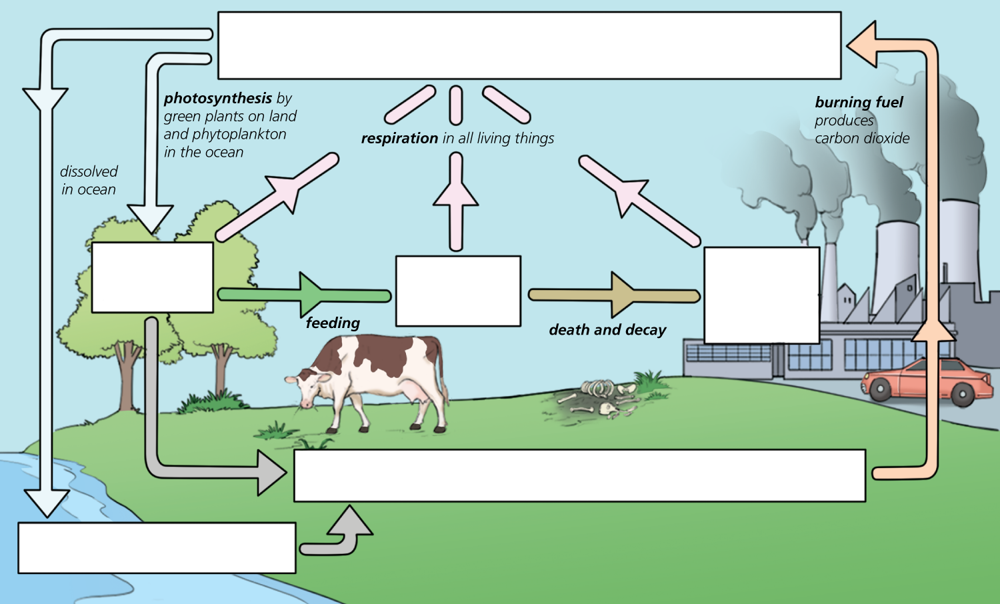 photosynthesis by
green plants on land
and phytoplankton
in the ocean
dissolved
in ocean
respiration in all living things
burning fuel
produces
carbon dioxide
feeding
death and decay